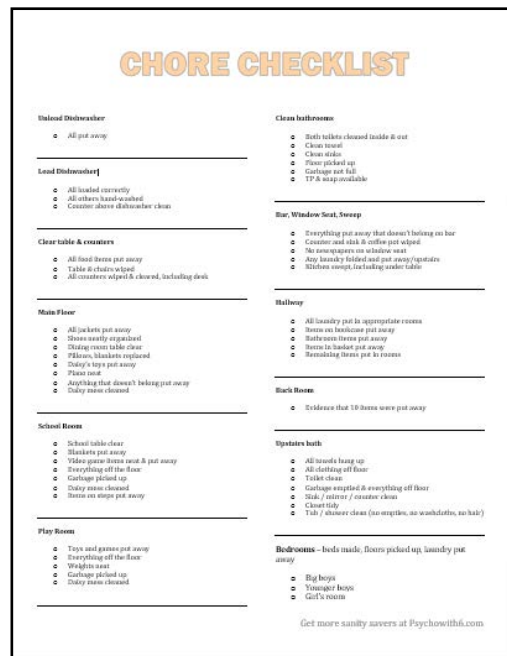 CHORE CHECKLIST
Unload Dishwasher
All put away
Load Dishwasher
All loaded correctly
All others hand-washed
Counter above dishwasher clean
Clear table & counters
All food items put away
Table & chairs wiped
All counters wiped & cleared, including desk
Main Floor
All jackets put away
Shoes neatly organized
Dining room table clear
Pillows, blankets replaced
Daisy's toys put away
Piano neat
Anything that doesn't belong put away
Daisy mess cleaned
School Room
School table clear
Blankets put away
Video game items neat & put away
Everything off the floor
Garbage picked up
Daisy mess cleaned
Items on steps put away
Play Room
Toys and games put away
Everything off the floor
Weights neat
Garbage picked up
Daisy mess cleaned
Clean bathrooms
Both toilets cleaned inside & out
Clean towel
Clean sinks
Floor picked up
Garbage not full
TP & soap available
Bar, Window Seat, Sweep
Everything put away that doesn't belong on bar
Counter and sink & coffee pot wiped
No newspapers on window seat
Any laundry folded and put away/upstairs
Kitchen swept, including under table
Hallway
All laundry put in appropriate rooms
Items on bookcase put away
Bathroom items put away
Items in basket put away
Remaining items put in rooms
Back Room
Evidence that 10 items were put away
Upstairs bath
All towels hung up
All clothing off floor
Toilet clean
Garbage emptied & everything off floor
Sink / mirror / counter clean
Closet tidy
Tub / shower clean (no empties, no washcloths, no hair)
Bedrooms – beds made, floors picked up, laundry put
away
Big boys
Younger boys
Girl's room
Get more sanity savers at Psychowith6.com